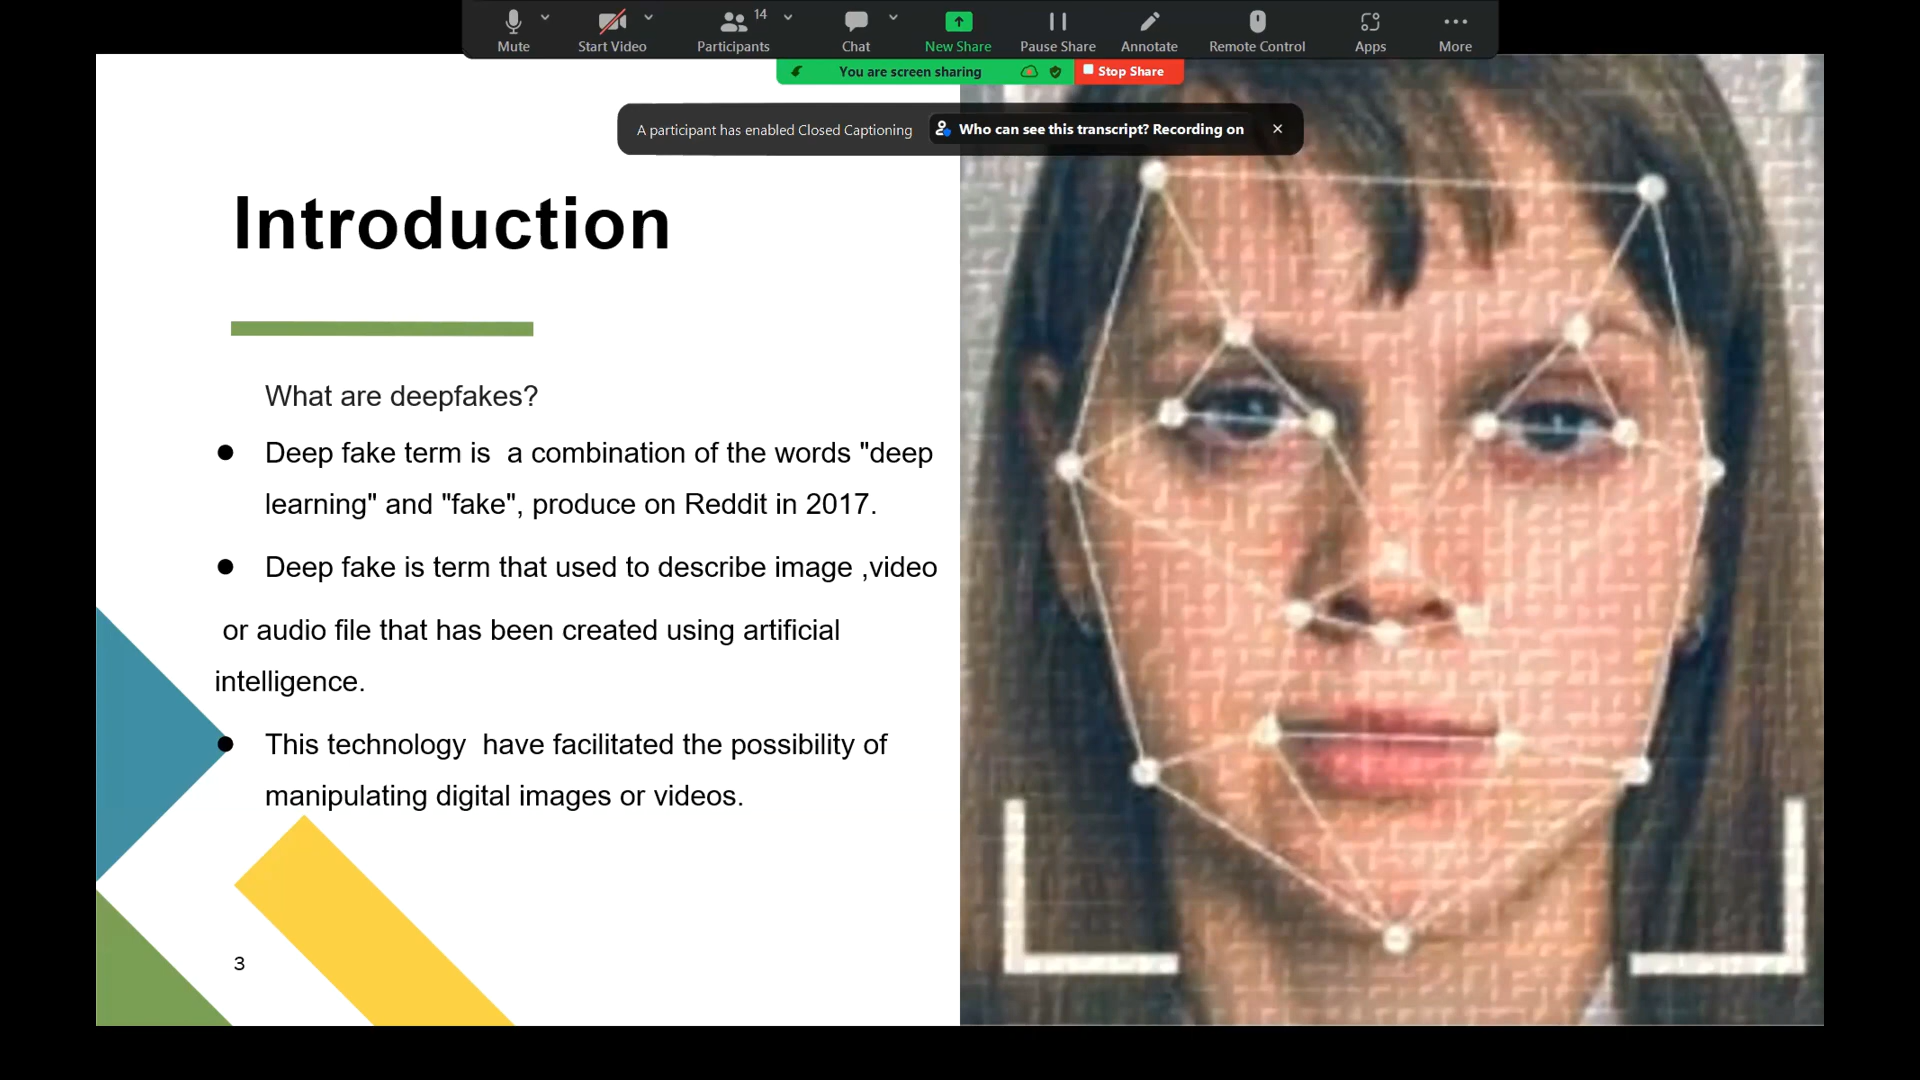 14
Mute
Start Video
Participants
Chat
New Share
Pause Share
Annotate
Remote Control
Apps
More
You are screen sharing
Stop Share
A participant has enabled Closed Captioning
Who can see this transcript? Recording on
Introduction
What are deepfakes?
Deep fake term is  a combination of the words "deep
learning" and "fake", produce on Reddit in 2017.
Deep fake is term that used to describe image ,video
or audio file that has been created using artificial
intelligence.
This technology  have facilitated the possibility of
manipulating digital images or videos.
3